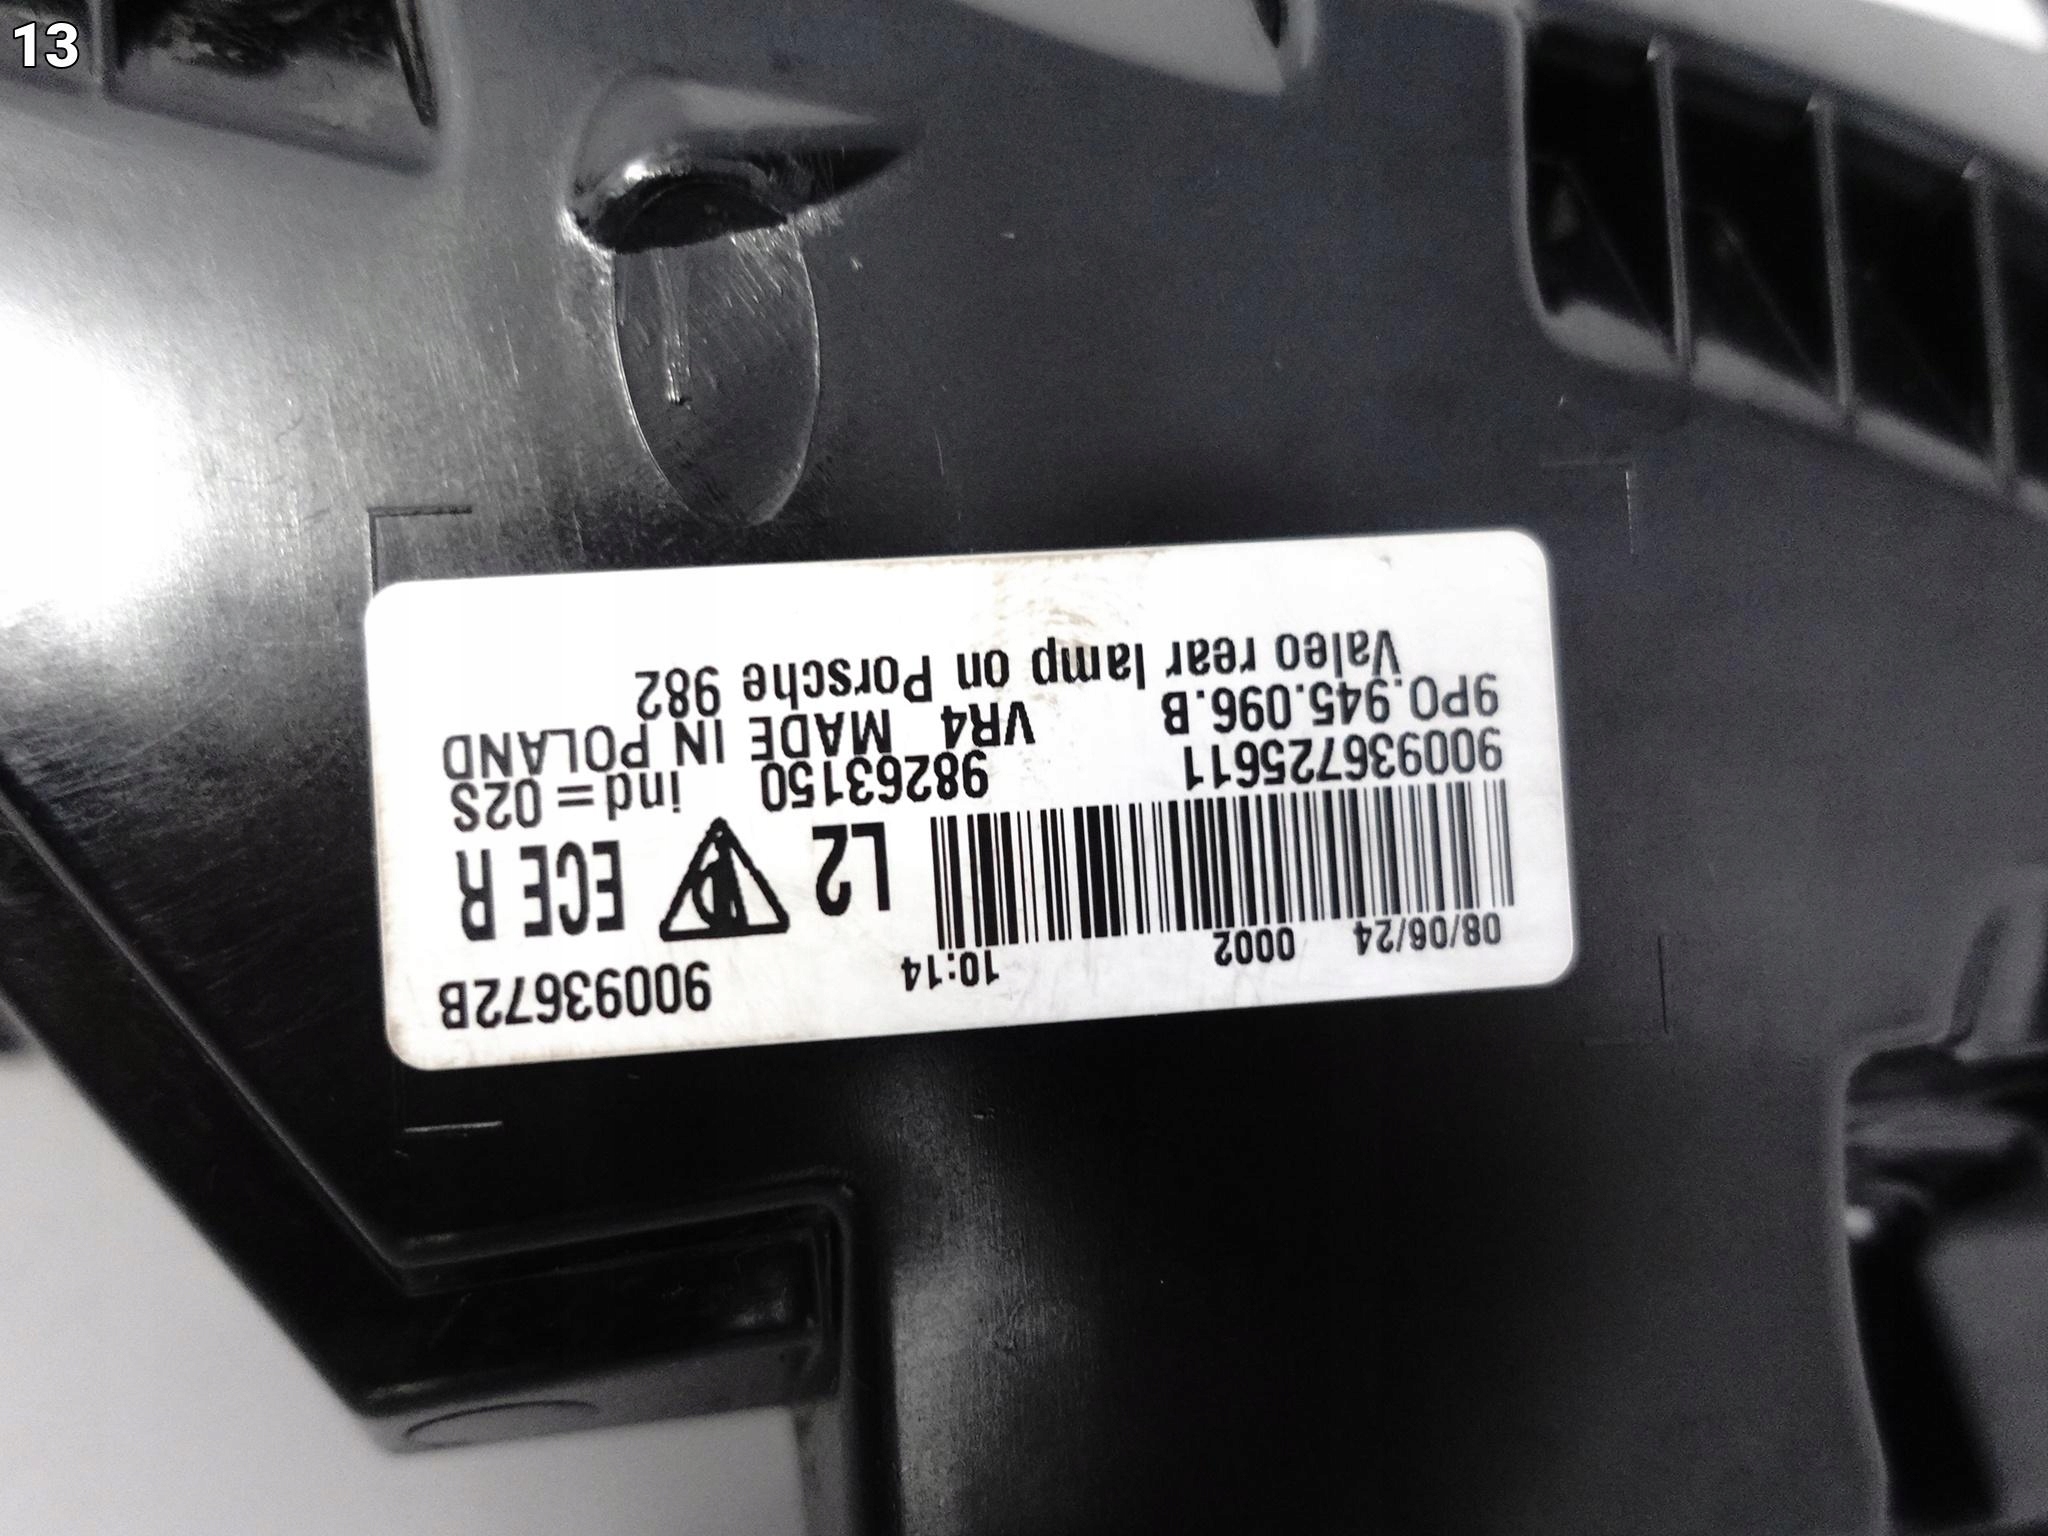 13
08/06/24 0002 10:14 90093672B
L2 ECE R
900936725611 98263150 ind=02S
9P0.945.096.B VR4 MADE IN POLAND
Valeo rear lamp on Porsche 982